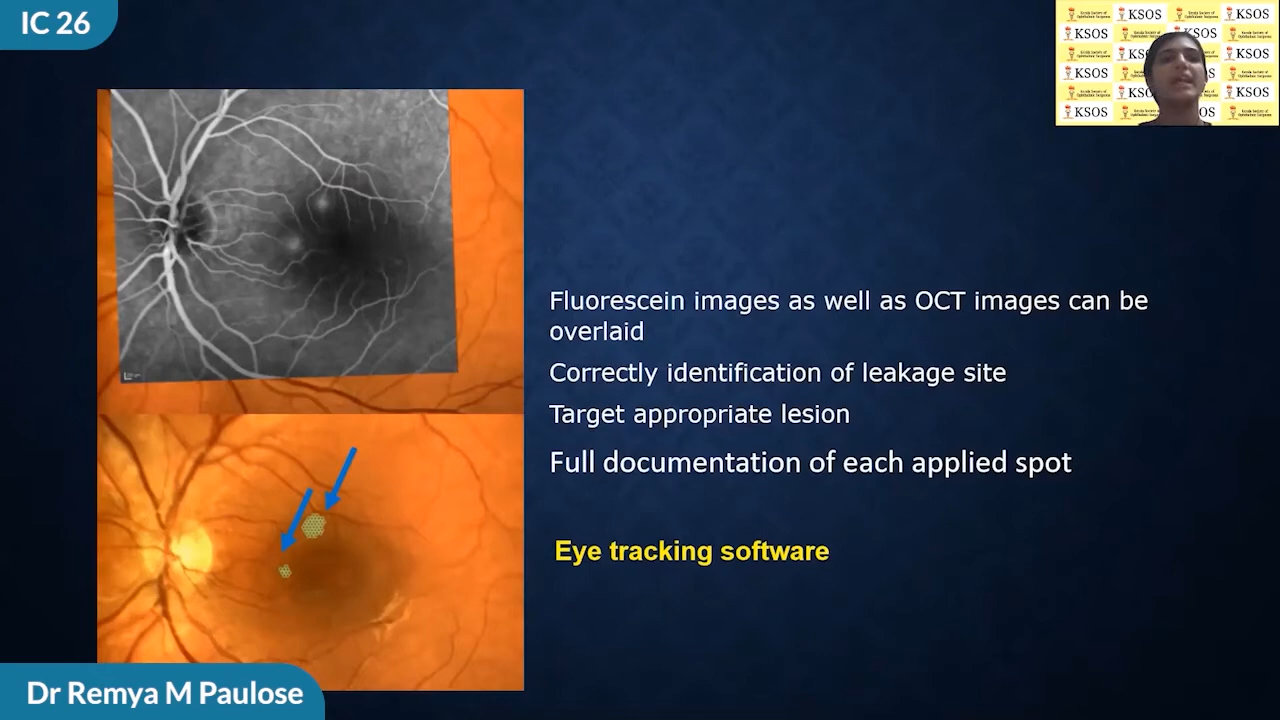 IC 26
KSOS
KSOS
KSOS
KSOS
KSOS
KSOS
KSOS
KSOS
KSOS
Fluorescein images as well as OCT images can be
overlaid
Correctly identification of leakage site
Target appropriate lesion
Full documentation of each applied spot
Eye tracking software
Dr Remya M Paulose